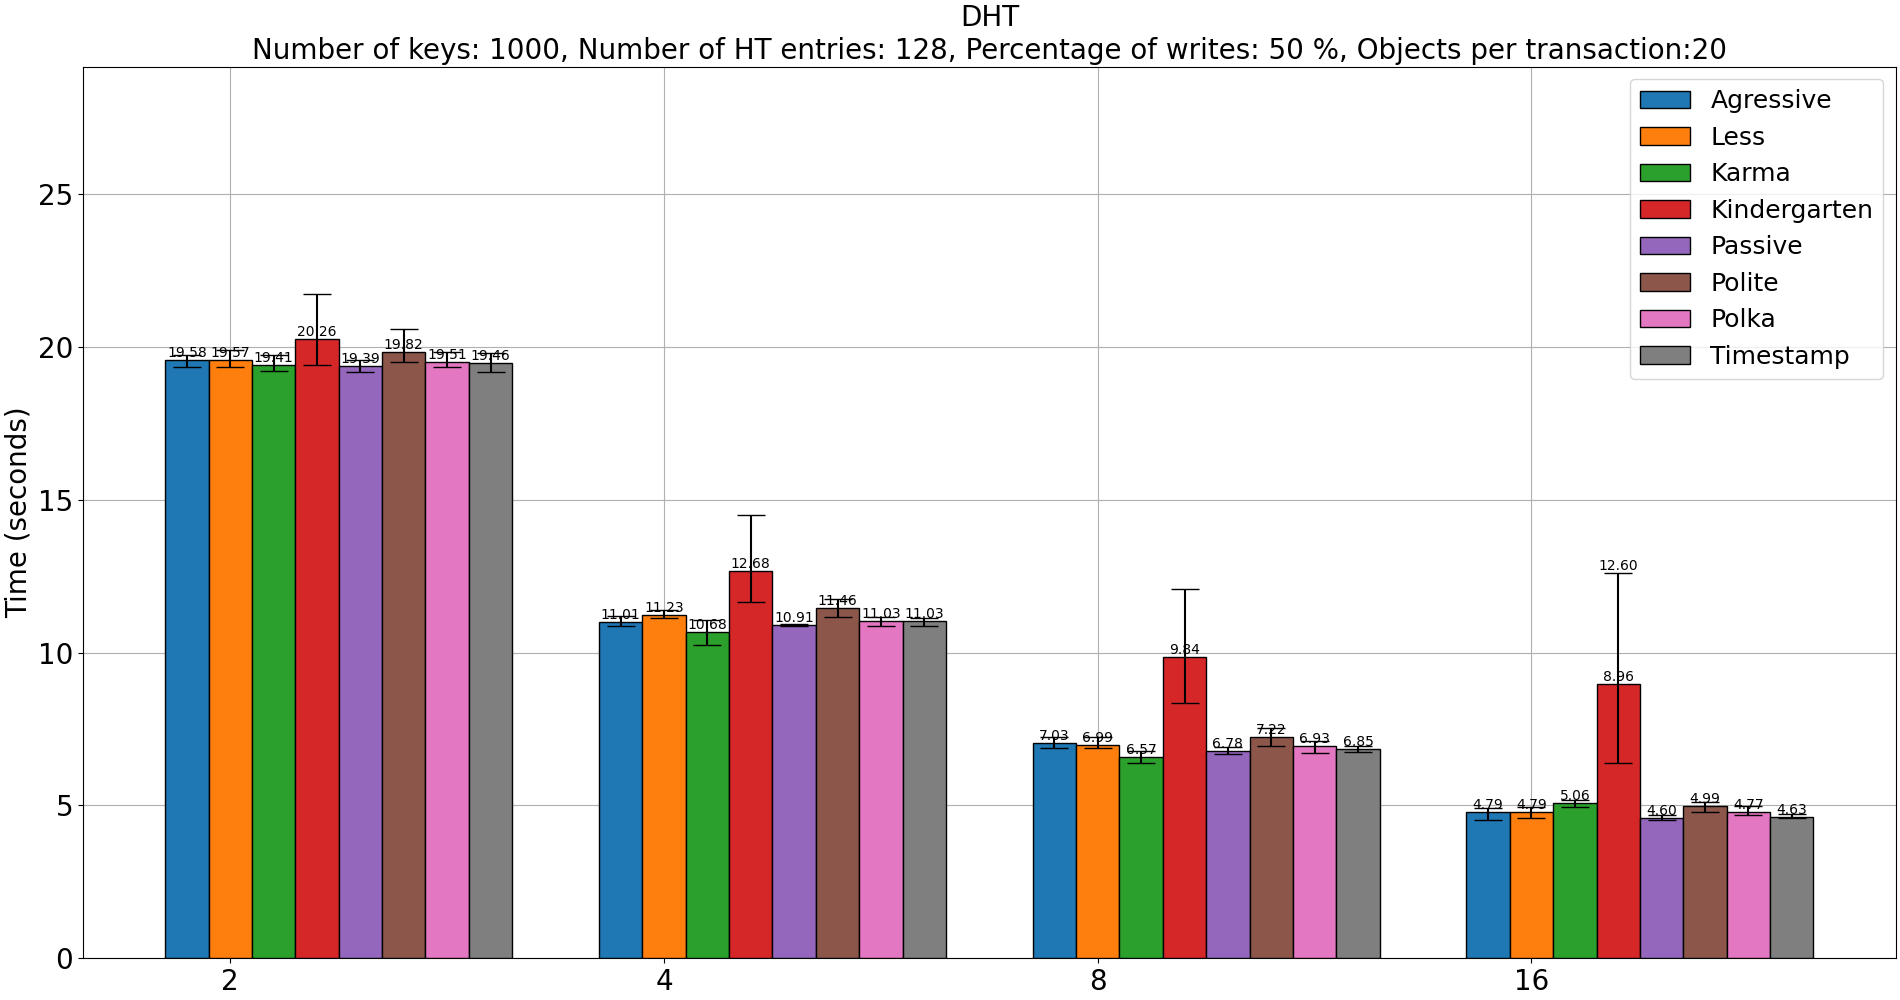 DHT
Number of keys: 1000, Number of HT entries: 128, Percentage of writes: 50 %, Objects per transaction:20
Agressive
Less
Karma
Kindergarten
Passive
Polite
Polka
Timestamp
Time (seconds)
25
20
15
10
5
0
19.58 19.57 19.41 20.26 19.39 19.82 19.51 19.46
11.01 11.23 10.68 12.68 10.91 11.46 11.03 11.03
7.03 6.99 6.57 9.84 6.78 7.22 6.93 6.85
12.60
4.79 4.79 5.06 8.96 4.60 4.99 4.77 4.63
2 4 8 16